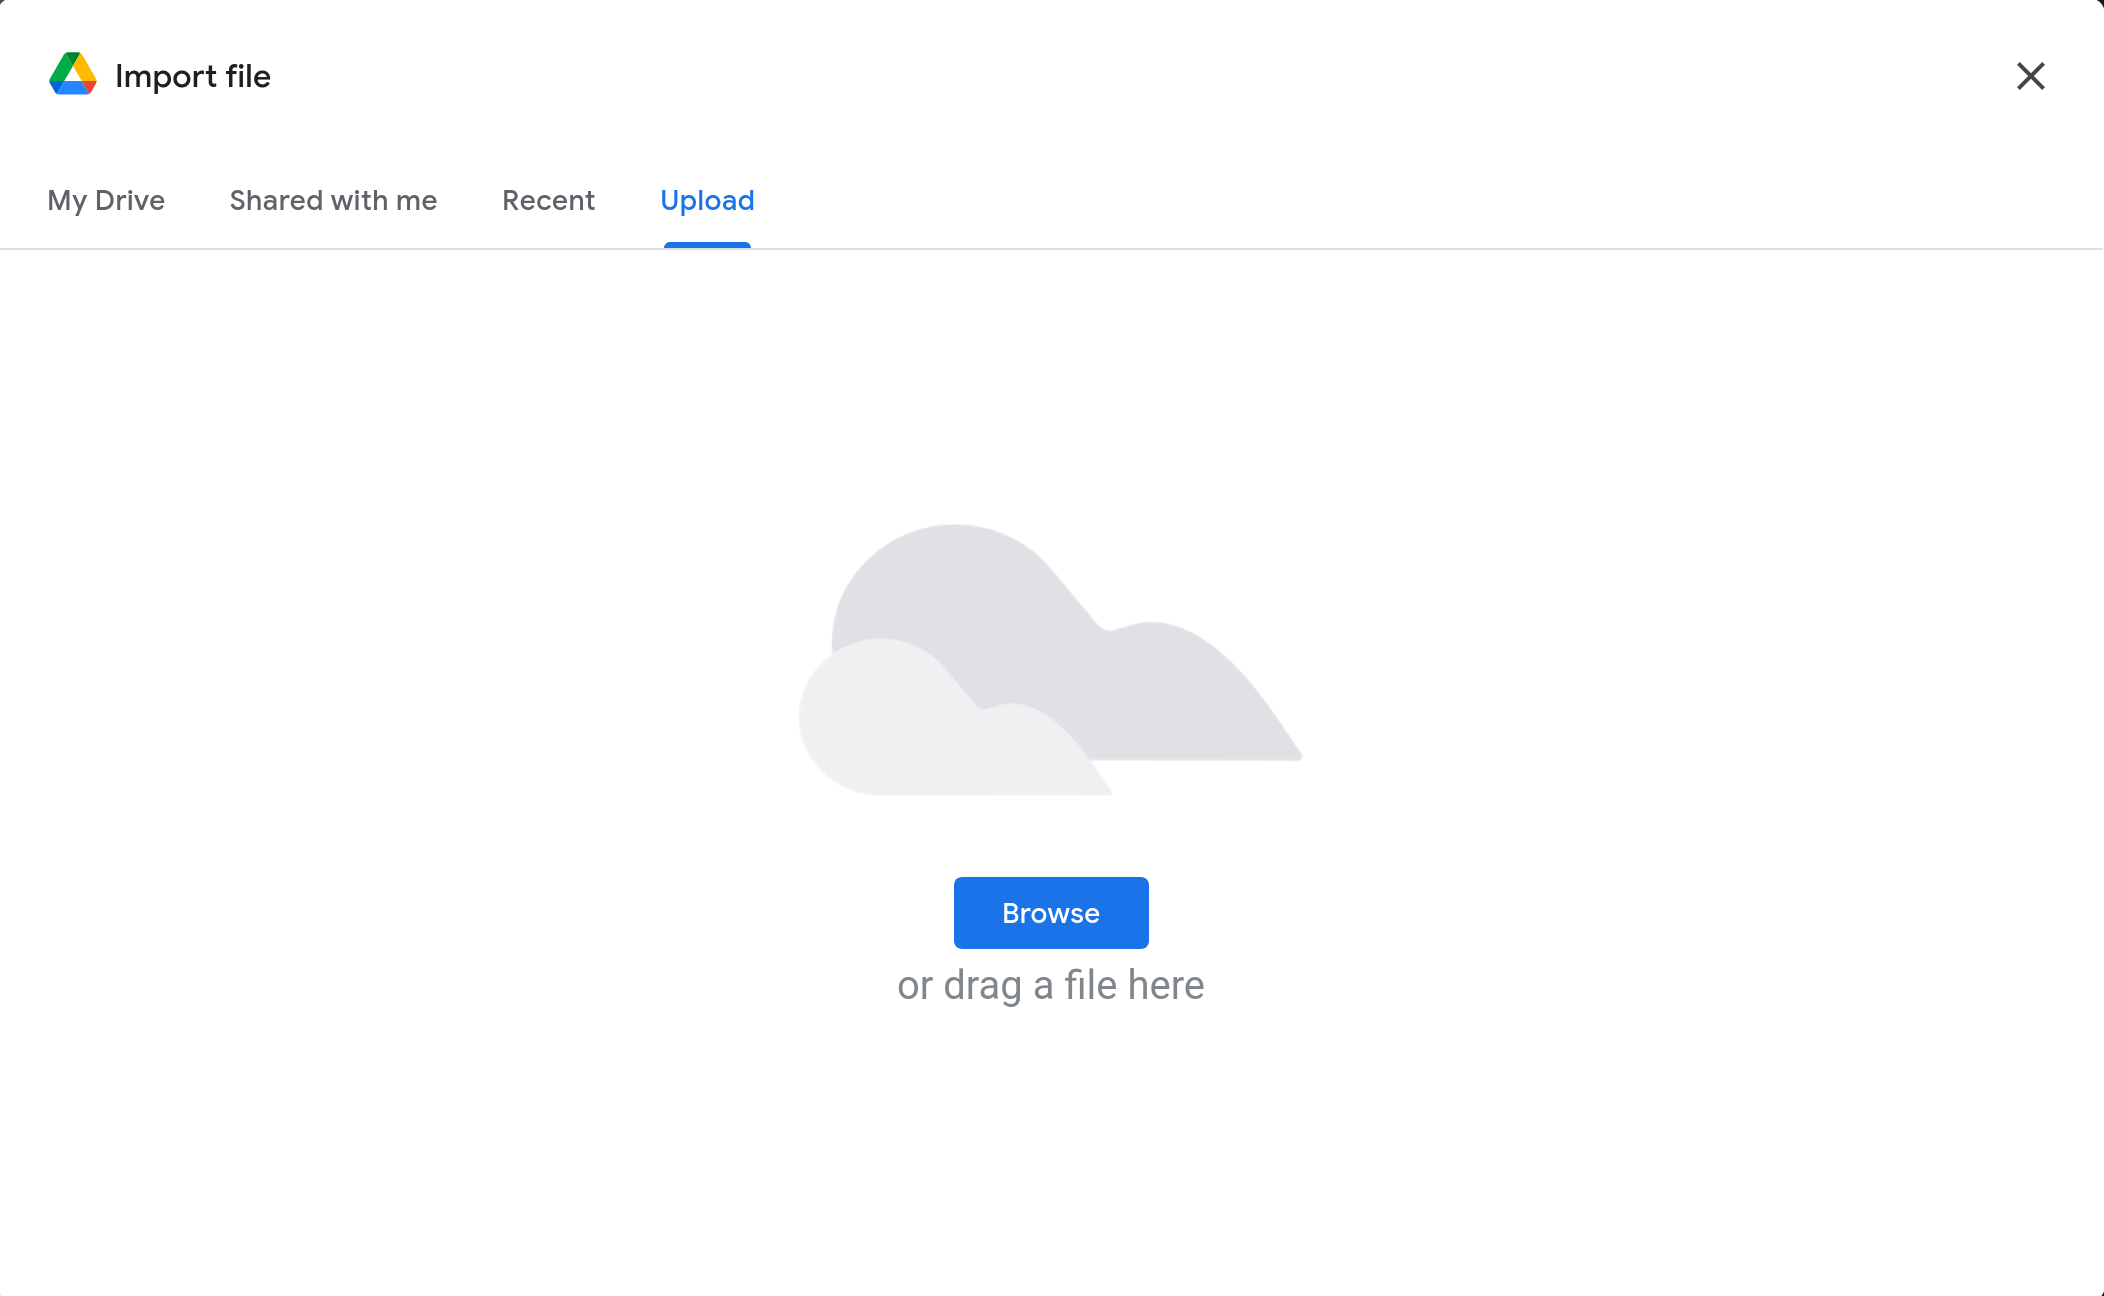 Import file
My Drive
Shared with me
Recent
Upload
Browse
or drag a file here